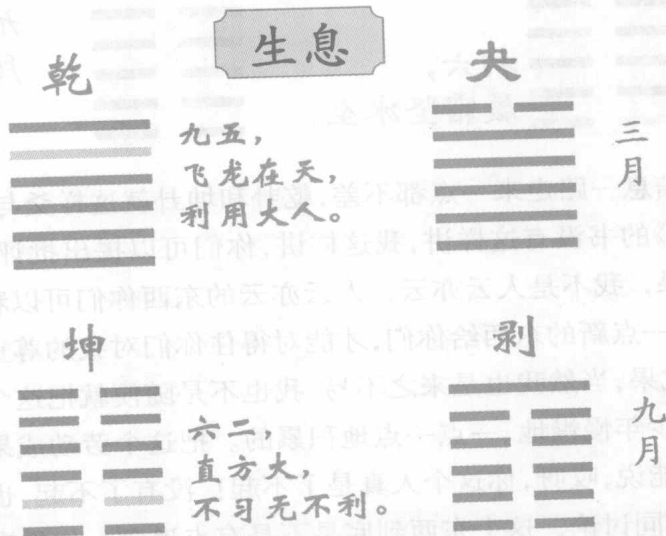 生息
乾
九五，
飞龙在天，
利用大人。
夬
三月
坤
六二，
直方大，
不习无不利。
剥
九月